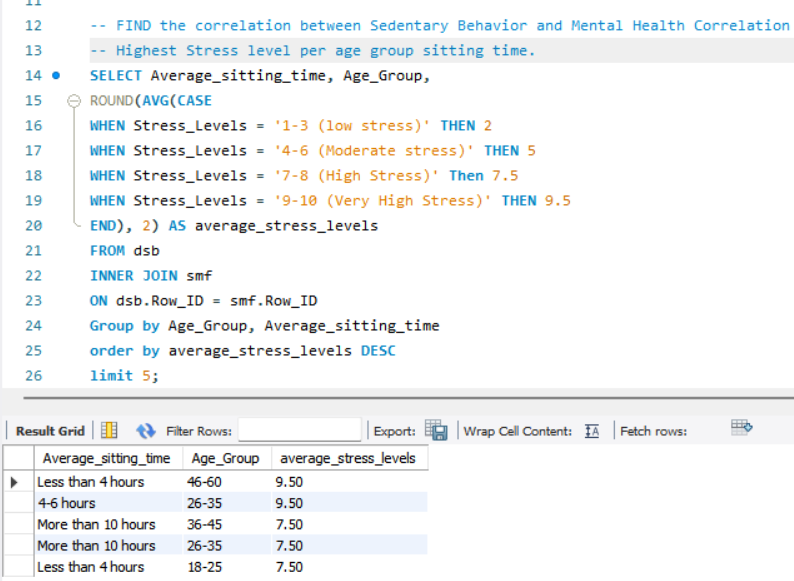 11
12 -- FIND the correlation between Sedentary Behavior and Mental Health Correlation
13 -- Highest Stress level per age group sitting time.
14 SELECT Average_sitting_time, Age_Group,
15 ROUND(AVG(CASE
16 WHEN Stress_Levels = '1-3 (low stress)' THEN 2
17 WHEN Stress_Levels = '4-6 (Moderate stress)' THEN 5
18 WHEN Stress_Levels = '7-8 (High Stress)' Then 7.5
19 WHEN Stress_Levels = '9-10 (Very High Stress)' THEN 9.5
20 END), 2) AS average_stress_levels
21 FROM dsb
22 INNER JOIN smf
23 ON dsb.Row_ID = smf.Row_ID
24 Group by Age_Group, Average_sitting_time
25 order by average_stress_levels DESC
26 limit 5;
Result Grid Filter Rows: Export: Wrap Cell Content: IA Fetch rows:
Average_sitting_time Age_Group average_stress_levels
Less than 4 hours 46-60 9.50
4-6 hours 26-35 9.50
More than 10 hours 36-45 7.50
More than 10 hours 26-35 7.50
Less than 4 hours 18-25 7.50